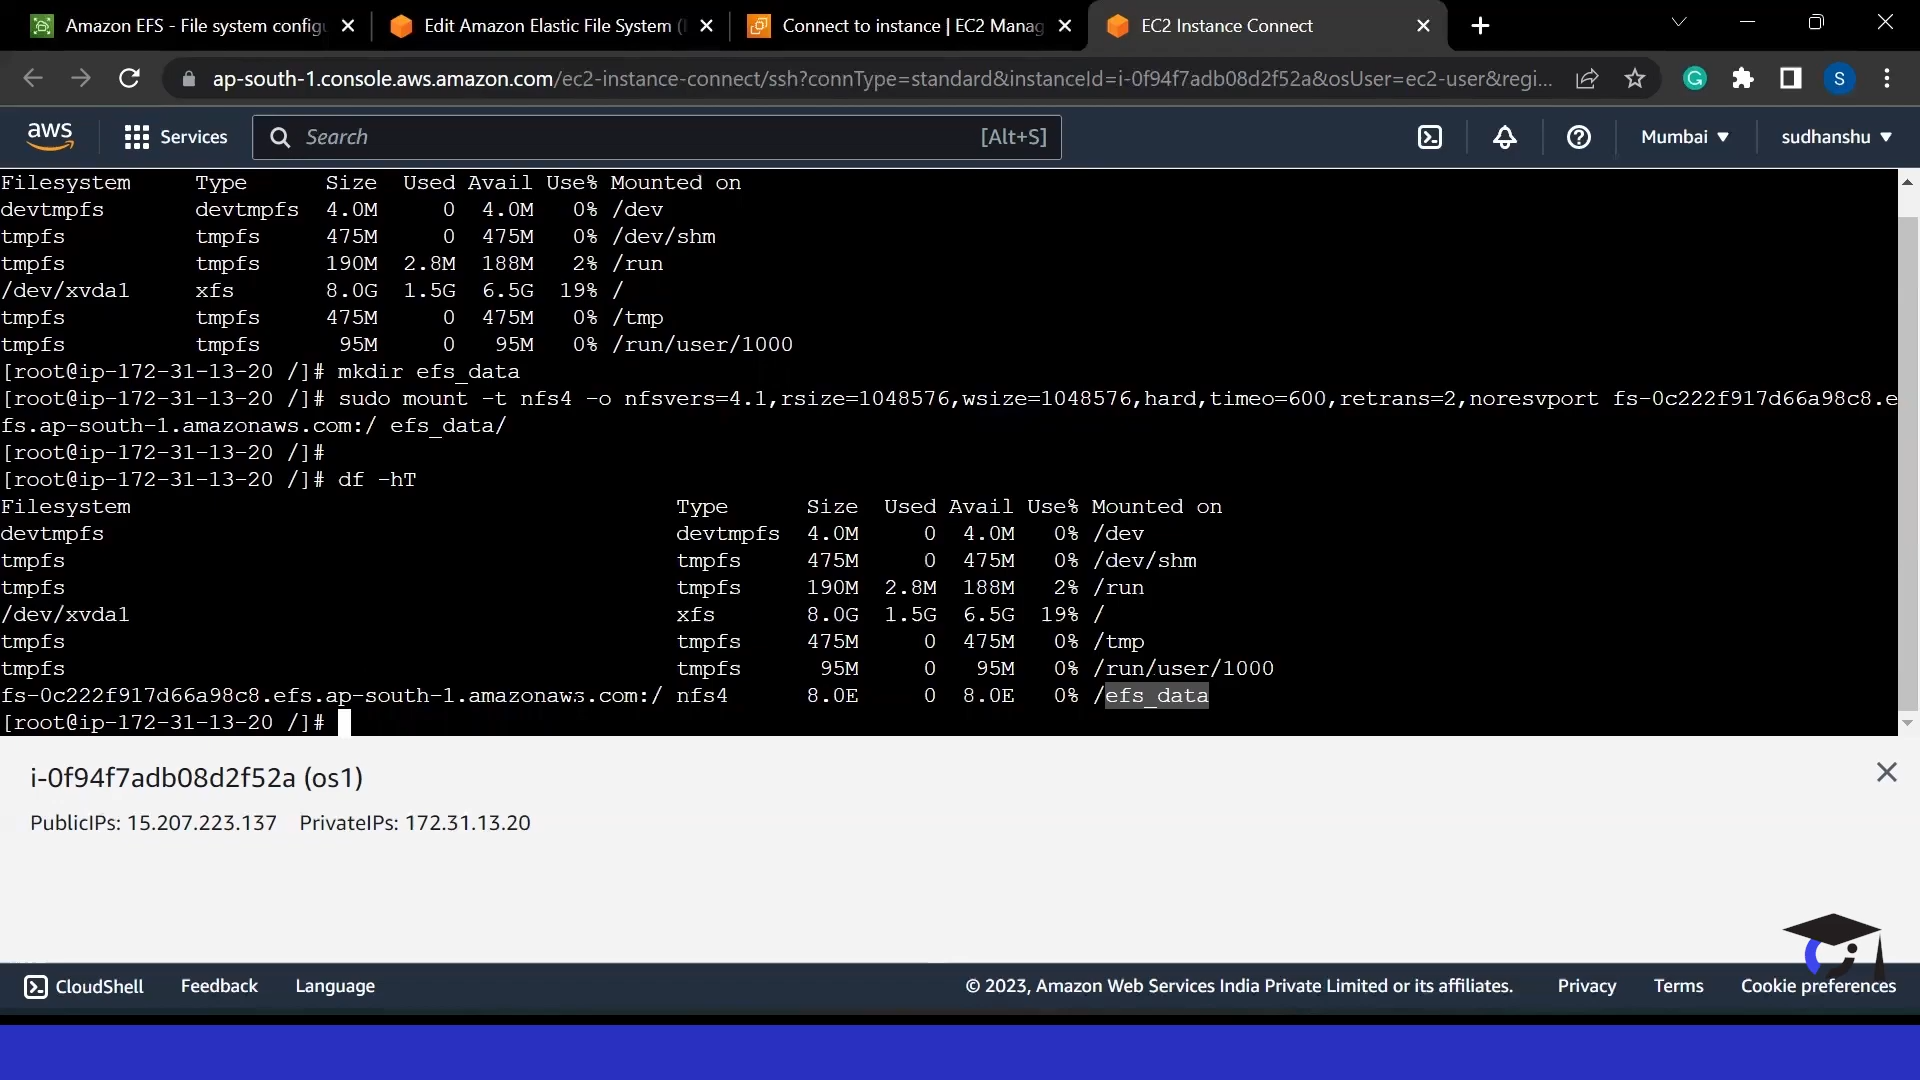 Amazon EFS - File system configu
Edit Amazon Elastic File System (
Connect to instance | EC2 Manag
EC2 Instance Connect
ap-south-1.console.aws.amazon.com/ec2-instance-connect/ssh?connType=standard&instanceId=i-0f94f7adb08d2f52a&osUser=ec2-user&regi...
S
aws
Services
Search
[Alt+S]
Mumbai
sudhanshu
Filesystem Type Size Used Avail Use% Mounted on
devtmpfs devtmpfs 4.0M 0 4.0M 0% /dev
tmpfs tmpfs 475M 0 475M 0% /dev/shm
tmpfs tmpfs 190M 2.8M 188M 2% /run
/dev/xvda1 xfs 8.0G 1.5G 6.5G 19% /
tmpfs tmpfs 475M 0 475M 0% /tmp
tmpfs tmpfs 95M 0 95M 0% /run/user/1000
[root@ip-172-31-13-20 /]# mkdir efs_data
[root@ip-172-31-13-20 /]# sudo mount -t nfs4 -o nfsvers=4.1,rsize=1048576,wsize=1048576,hard,timeo=600,retrans=2,noresvport fs-0c222f917d66a98c8.e
fs.ap-south-1.amazonaws.com:/ efs_data/
[root@ip-172-31-13-20 /]#
[root@ip-172-31-13-20 /]# df -hT
Filesystem Type Size Used Avail Use% Mounted on
devtmpfs devtmpfs 4.0M 0 4.0M 0% /dev
tmpfs tmpfs 475M 0 475M 0% /dev/shm
tmpfs tmpfs 190M 2.8M 188M 2% /run
/dev/xvda1 xfs 8.0G 1.5G 6.5G 19% /
tmpfs tmpfs 475M 0 475M 0% /tmp
tmpfs tmpfs 95M 0 95M 0% /run/user/1000
fs-0c222f917d66a98c8.efs.ap-south-1.amazonaws.com:/ nfs4 8.0E 0 8.0E 0% /efs_data
[root@ip-172-31-13-20 /]#
i-0f94f7adb08d2f52a (os1)
PublicIPs: 15.207.223.137 PrivateIPs: 172.31.13.20
CloudShell
Feedback
Language
© 2023, Amazon Web Services India Private Limited or its affiliates.
Privacy
Terms
Cookie preferences